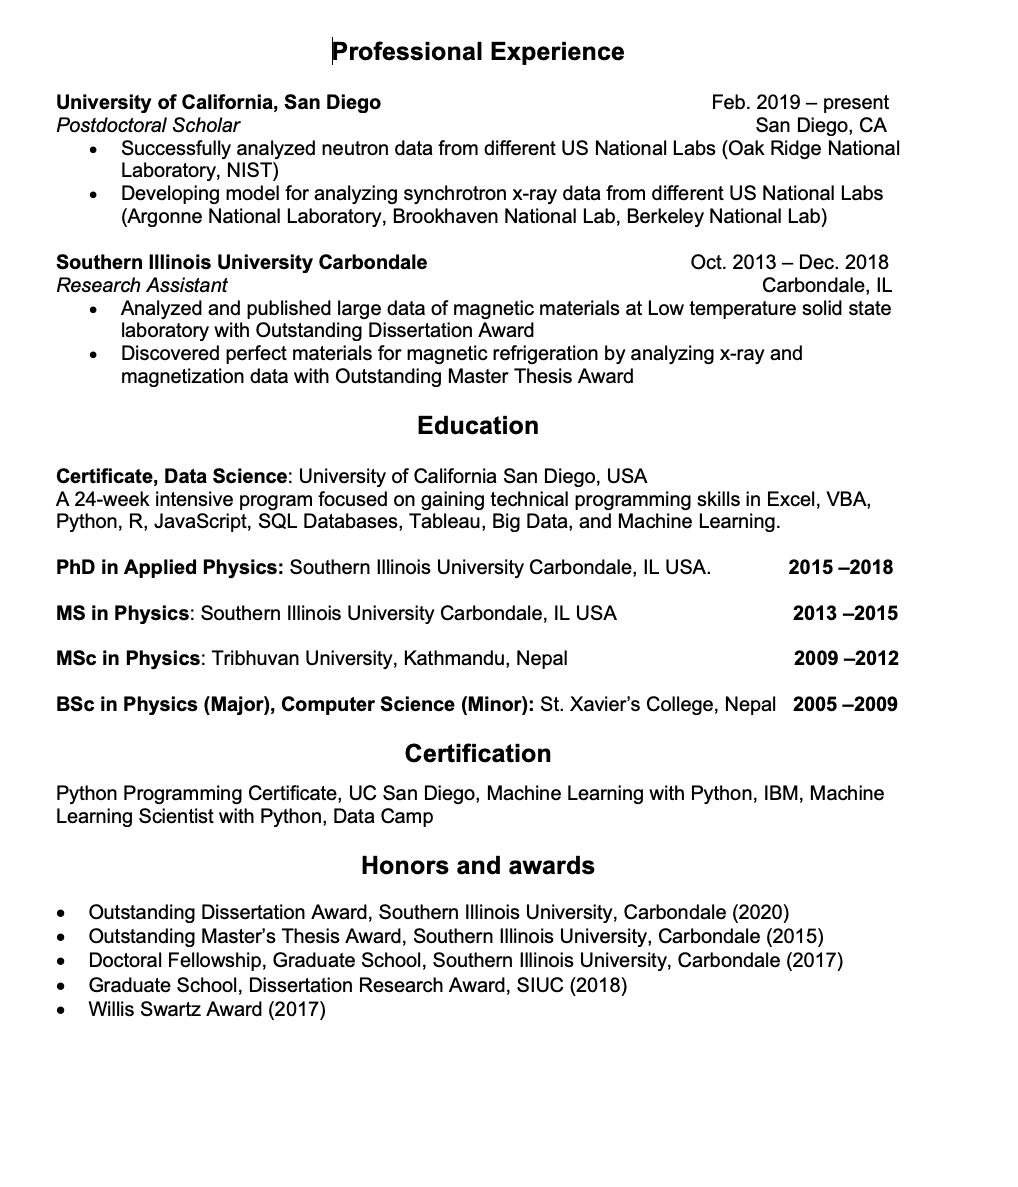 Professional Experience
University of California, San Diego Feb. 2019 – present
Postdoctoral Scholar San Diego, CA
• Successfully analyzed neutron data from different US National Labs (Oak Ridge National
Laboratory, NIST)
• Developing model for analyzing synchrotron x-ray data from different US National Labs
(Argonne National Laboratory, Brookhaven National Lab, Berkeley National Lab)
Southern Illinois University Carbondale Oct. 2013 – Dec. 2018
Research Assistant Carbondale, IL
• Analyzed and published large data of magnetic materials at Low temperature solid state
laboratory with Outstanding Dissertation Award
• Discovered perfect materials for magnetic refrigeration by analyzing x-ray and
magnetization data with Outstanding Master Thesis Award
Education
Certificate, Data Science: University of California San Diego, USA
A 24-week intensive program focused on gaining technical programming skills in Excel, VBA,
Python, R, JavaScript, SQL Databases, Tableau, Big Data, and Machine Learning.
PhD in Applied Physics: Southern Illinois University Carbondale, IL USA. 2015 –2018
MS in Physics: Southern Illinois University Carbondale, IL USA 2013 –2015
MSc in Physics: Tribhuvan University, Kathmandu, Nepal 2009 –2012
BSc in Physics (Major), Computer Science (Minor): St. Xavier’s College, Nepal 2005 –2009
Certification
Python Programming Certificate, UC San Diego, Machine Learning with Python, IBM, Machine
Learning Scientist with Python, Data Camp
Honors and awards
• Outstanding Dissertation Award, Southern Illinois University, Carbondale (2020)
• Outstanding Master’s Thesis Award, Southern Illinois University, Carbondale (2015)
• Doctoral Fellowship, Graduate School, Southern Illinois University, Carbondale (2017)
• Graduate School, Dissertation Research Award, SIUC (2018)
• Willis Swartz Award (2017)